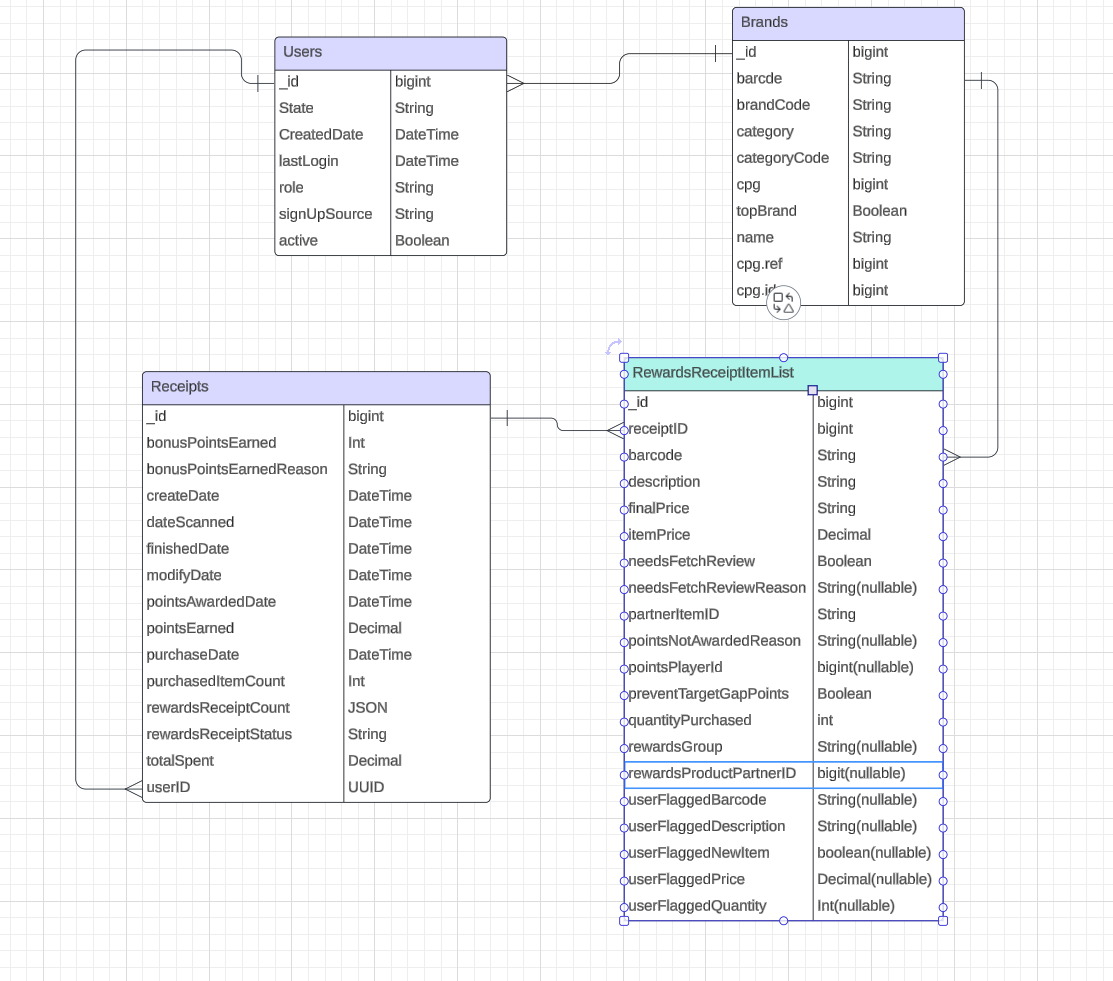 Brands
_id bigint
barcde String
brandCode String
category String
categoryCode String
cpg bigint
topBrand Boolean
name String
cpg.ref bigint
cpg.id bigint
Users
_id bigint
State String
CreatedDate DateTime
lastLogin DateTime
role String
signUpSource String
active Boolean
Receipts
_id bigint
bonusPointsEarned Int
bonusPointsEarnedReason String
createDate DateTime
dateScanned DateTime
finishedDate DateTime
modifyDate DateTime
pointsAwardedDate DateTime
pointsEarned Decimal
purchaseDate DateTime
purchasedItemCount Int
rewardsReceiptCount JSON
rewardsReceiptStatus String
totalSpent Decimal
userID UUID
RewardsReceiptItemList
_id bigint
receiptID bigint
barcode String
description String
finalPrice String
itemPrice Decimal
needsFetchReview Boolean
needsFetchReviewReason String(nullable)
partnerItemID String
pointsNotAwardedReason String(nullable)
pointsPlayerId bigint(nullable)
preventTargetGapPoints Boolean
quantityPurchased int
rewardsGroup String(nullable)
rewardsProductPartnerID bigit(nullable)
userFlaggedBarcode String(nullable)
userFlaggedDescription String(nullable)
userFlaggedNewItem boolean(nullable)
userFlaggedPrice Decimal(nullable)
userFlaggedQuantity Int(nullable)